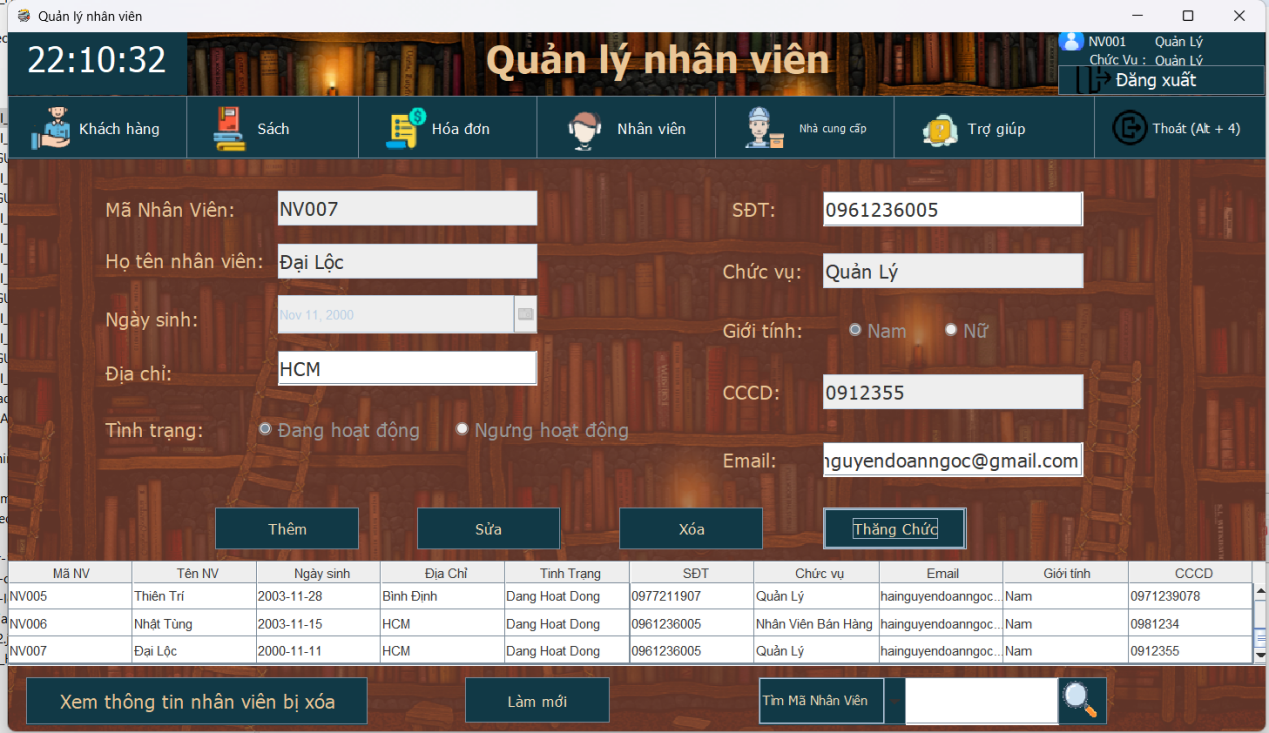 Quản lý nhân viên
22:10:32
Quản lý nhân viên
NV001 Quản Lý
Chức Vụ : Quản Lý
Đăng xuất
Khách hàng
Sách
Hóa đơn
Nhân viên
Nhà cung cấp
Trợ giúp
Thoát (Alt + 4)
Mã Nhân Viên: NV007
SĐT: 0961236005
Họ tên nhân viên: Đại Lộc
Chức vụ: Quản Lý
Ngày sinh: Nov 11, 2000
Giới tính: Nam Nữ
Địa chỉ: HCM
CCCD: 0912355
Tình trạng: Đang hoạt động Ngưng hoạt động
Email: nguyendoanngoc@gmail.com
Thêm
Sửa
Xóa
Thăng Chức
Mã NV Tên NV Ngày sinh Địa Chỉ Tinh Trạng SĐT Chức vụ Email Giới tính CCCD
NV005 Thiên Trí 2003-11-28 Bình Định Dang Hoat Dong 0977211907 Quản Lý hainguyendoanngoc... Nam 0971239078
NV006 Nhật Tùng 2003-11-15 HCM Dang Hoat Dong 0961236005 Nhân Viên Bán Hàng hainguyendoanngoc... Nam 0981234
NV007 Đại Lộc 2000-11-11 HCM Dang Hoat Dong 0961236005 Quản Lý hainguyendoanngoc... Nam 0912355
Xem thông tin nhân viên bị xóa
Làm mới
Tìm Mã Nhân Viên